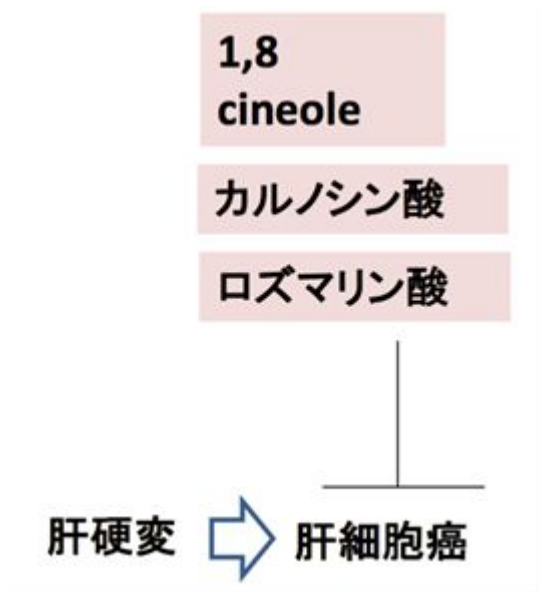 1,8
cineole
カルノシン酸
ロズマリン酸
肝硬変
肝細胞癌